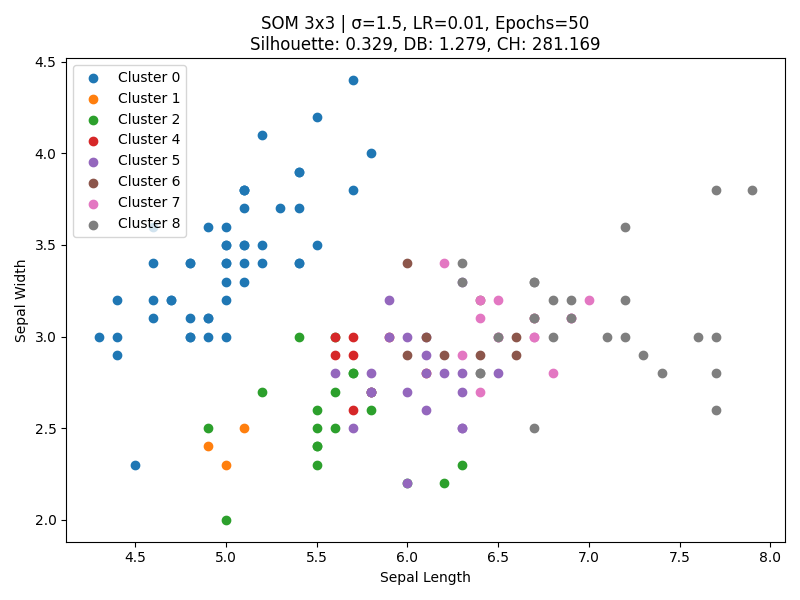 SOM 3x3 | σ=1.5, LR=0.01, Epochs=50
Silhouette: 0.329, DB: 1.279, CH: 281.169
Cluster 0
Cluster 1
Cluster 2
Cluster 4
Cluster 5
Cluster 6
Cluster 7
Cluster 8
Sepal Width
4.5
4.0
3.5
3.0
2.5
2.0
4.5
5.0
5.5
6.0
6.5
7.0
7.5
8.0
Sepal Length